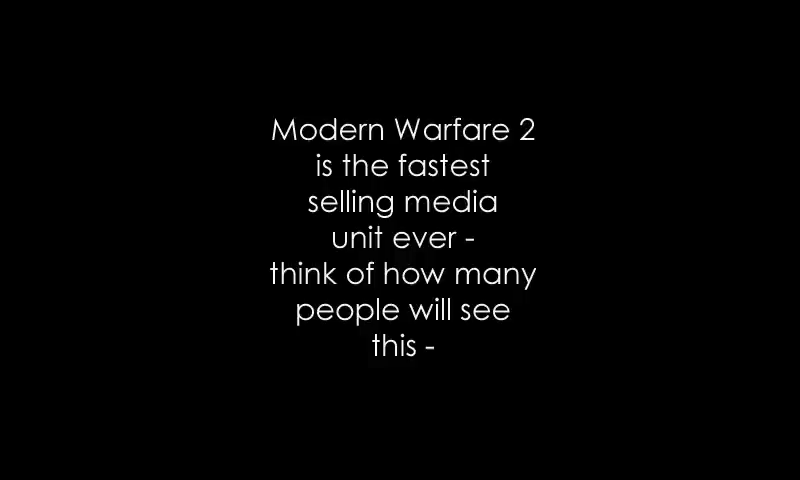 Modern Warfare 2
is the fastest
selling media
unit ever -
think of how many
people will see
this -